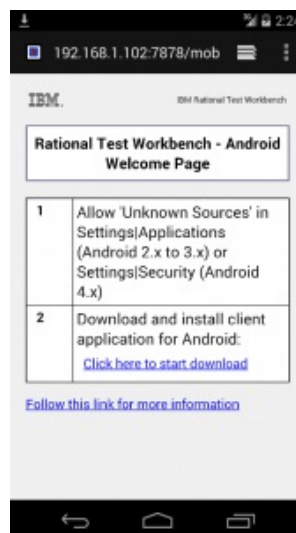 2:24
192.168.1.102:7878/mob
IBM.
IBM Rational Test Workbench
Rational Test Workbench - Android
Welcome Page
1
Allow 'Unknown Sources' in
Settings|Applications
(Android 2.x to 3.x) or
Settings|Security (Android
4.x)
2
Download and install client
application for Android:
Click here to start download
Follow this link for more information